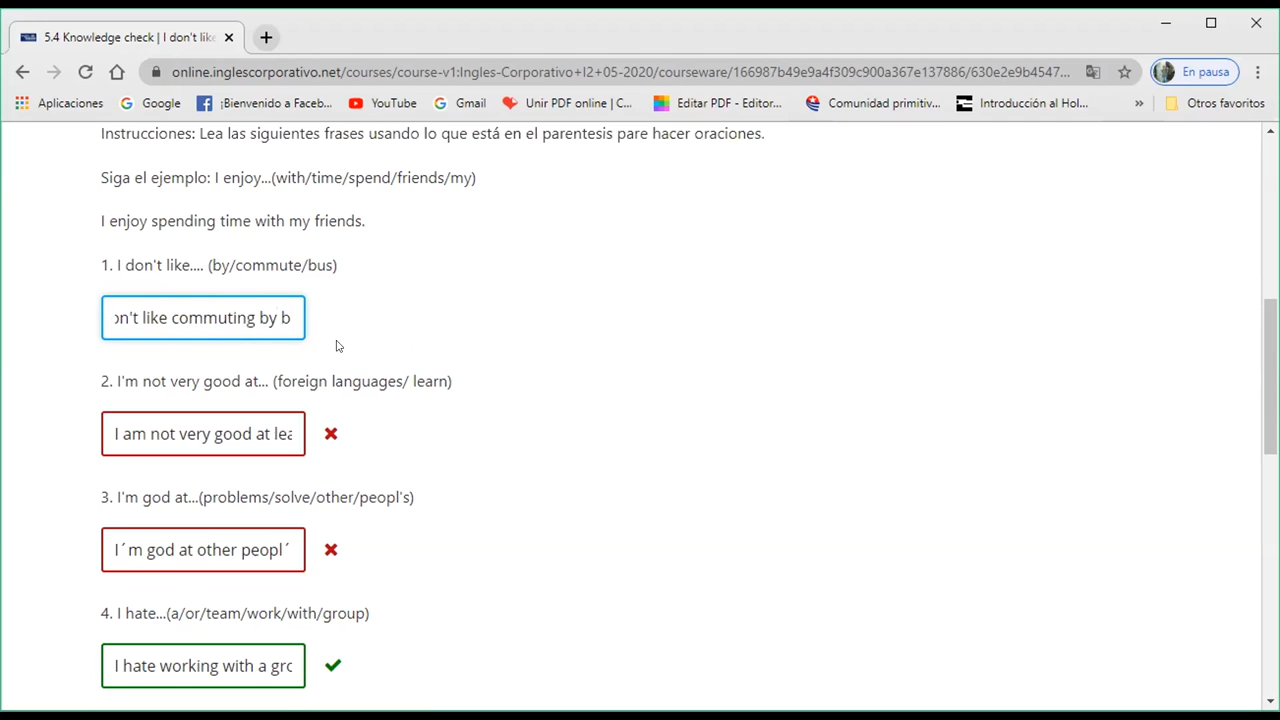 5.4 Knowledge check | I don't like
online.inglescorporativo.net/courses/course-v1:Ingles-Corporativo+I2+05-2020/courseware/166987b49e9a4f309c900a3c7e137886/630e2e9b4547...
En pausa
Aplicaciones Google ¡Bienvenido a Faceb... YouTube Gmail Unir PDF online | C... Editar PDF - Editor... Comunidad primitiv... Introducción al Hol... » Otros favoritos
Instrucciones: Lea las siguientes frases usando lo que está en el parentesis pare hacer oraciones.
Siga el ejemplo: I enjoy...(with/time/spend/friends/my)
I enjoy spending time with my friends.
1. I don't like.... (by/commute/bus)
on't like commuting by b
2. I'm not very good at... (foreign languages/ learn)
I am not very good at lea
3. I'm god at...(problems/solve/other/peopl's)
I´m god at other peopl´
4. I hate...(a/or/team/work/with/group)
I hate working with a gro